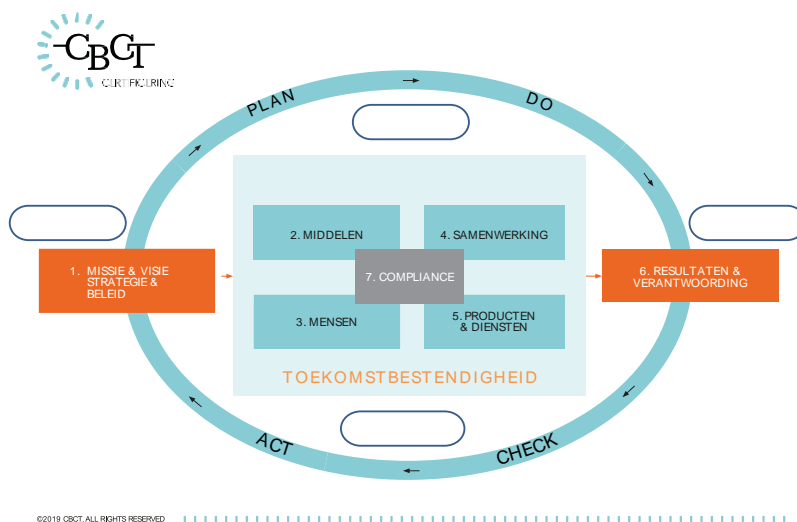 CBCT
CERTIFICERING
PLAN
DO
2. MIDDELEN
4. SAMENWERKING
1. MISSIE & VISIE
STRATEGIE &
BELEID
7. COMPLIANCE
6. RESULTATEN &
VERANTWOORDING
3. MENSEN
5. PRODUCTEN
& DIENSTEN
TOEKOMSTBESTENDIGHEID
ACT
CHECK
©2019 CBCT. ALL RIGHTS RESERVED